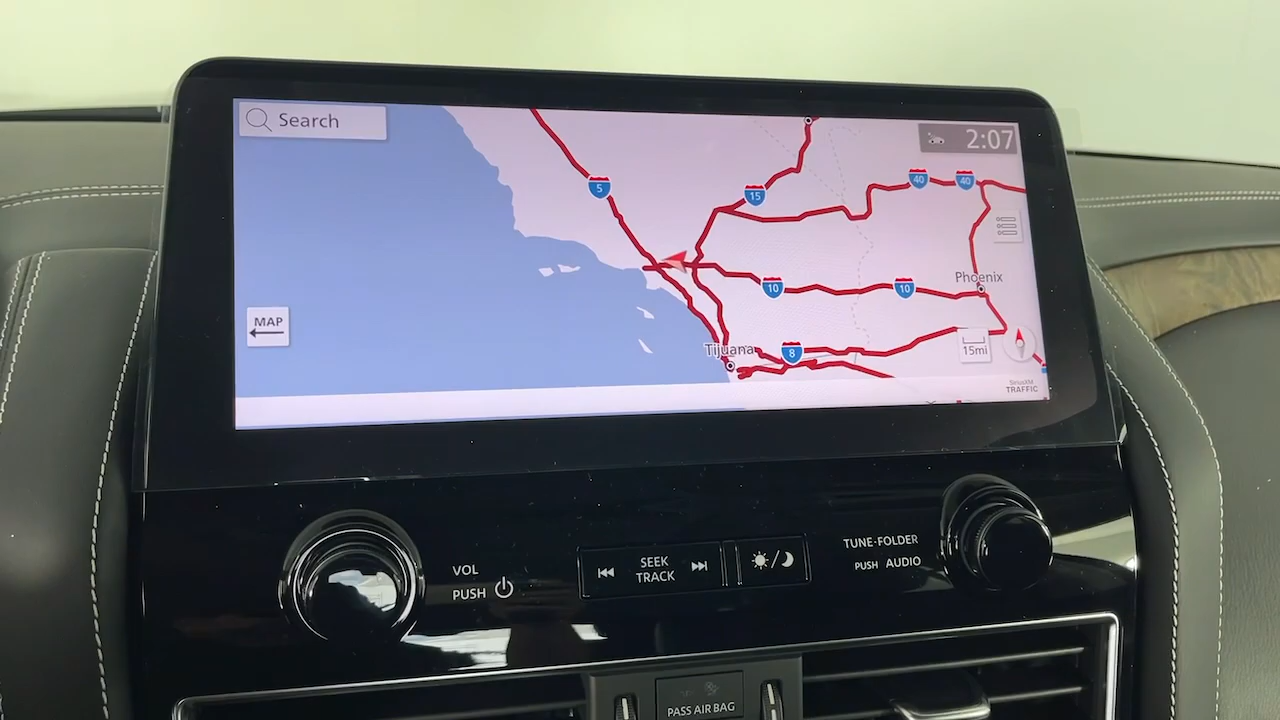 Search
2:07
5
15
40
40
10
10
Phoenix
MAP
Tijuana
8
15mi
SiriusXM
TRAFFIC
VOL
PUSH
SEEK
TRACK
TUNE·FOLDER
PUSH AUDIO
PASS AIR BAG